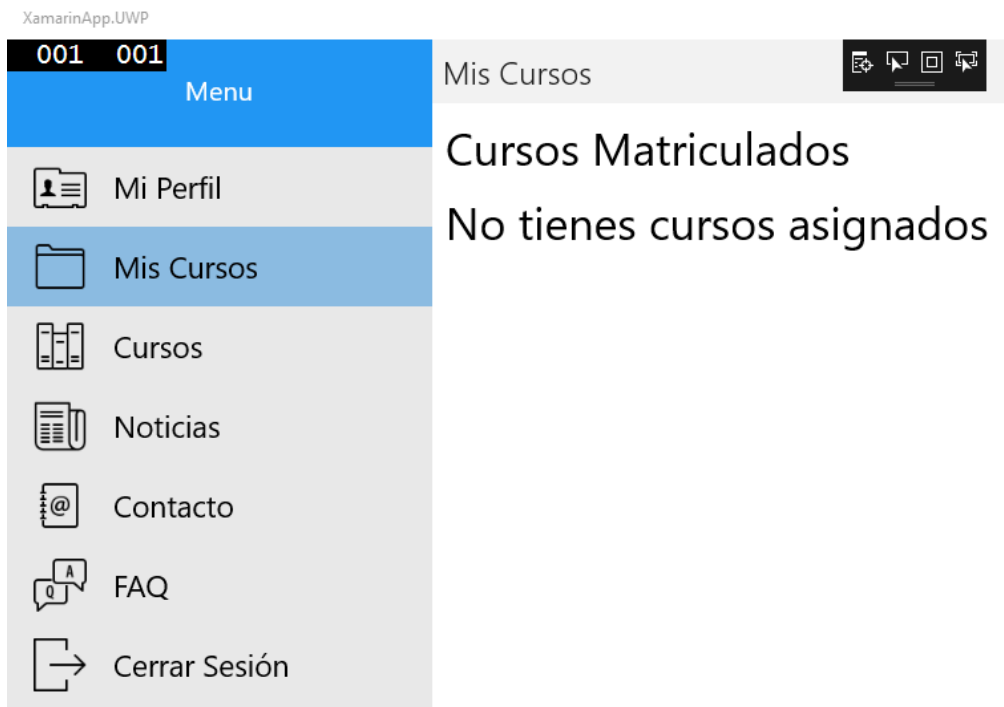 XamarinApp.UWP
001 001
Menu
Mi Perfil
Mis Cursos
Cursos
Noticias
@
Contacto
A
Q
FAQ
Cerrar Sesión
Mis Cursos
Cursos Matriculados
No tienes cursos asignados